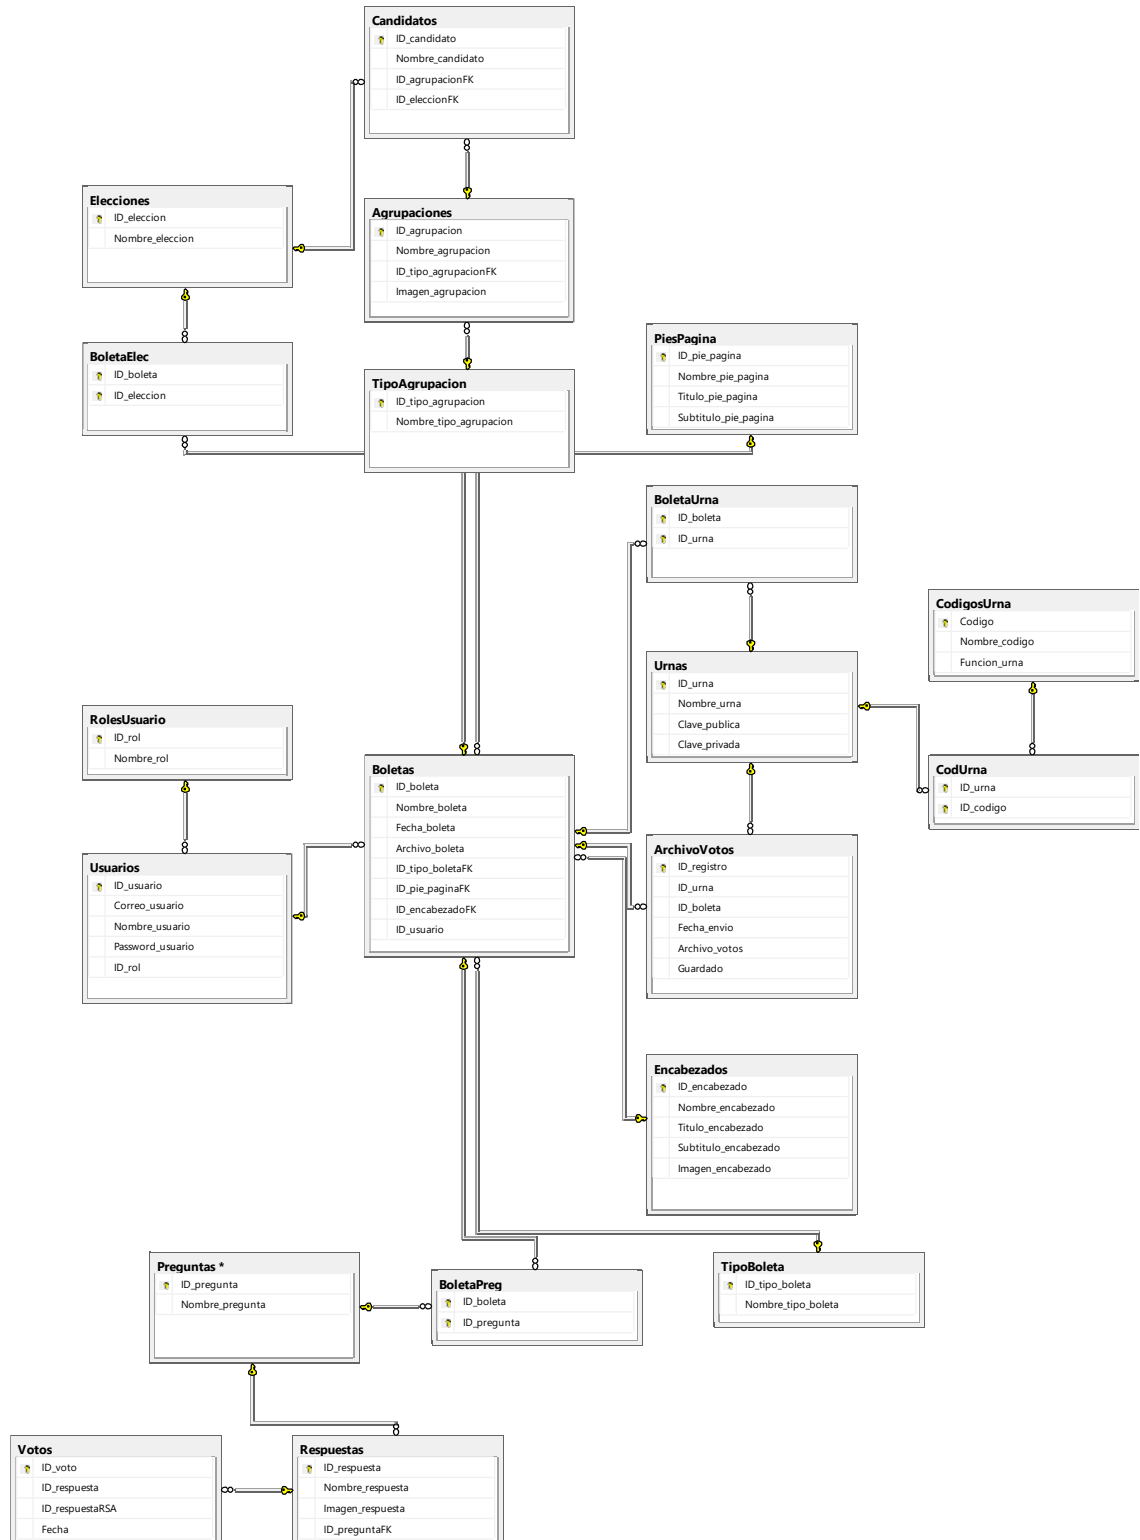 Candidatos
ID_candidato
Nombre_candidato
ID_agrupacionFK
ID_eleccionFK
Elecciones
ID_eleccion
Nombre_eleccion
Agrupaciones
ID_agrupacion
Nombre_agrupacion
ID_tipo_agrupacionFK
Imagen_agrupacion
BoletaElec
ID_boleta
ID_eleccion
TipoAgrupacion
ID_tipo_agrupacion
Nombre_tipo_agrupacion
PiesPagina
ID_pie_pagina
Nombre_pie_pagina
Titulo_pie_pagina
Subtitulo_pie_pagina
BoletaUrna
ID_boleta
ID_urna
CodigosUrna
Codigo
Nombre_codigo
Funcion_urna
Urnas
ID_urna
Nombre_urna
Clave_publica
Clave_privada
RolesUsuario
ID_rol
Nombre_rol
Boletas
ID_boleta
Nombre_boleta
Fecha_boleta
Archivo_boleta
ID_tipo_boletaFK
ID_pie_paginaFK
ID_encabezadoFK
ID_usuario
CodUrna
ID_urna
ID_codigo
Usuarios
ID_usuario
Correo_usuario
Nombre_usuario
Password_usuario
ID_rol
ArchivoVotos
ID_registro
ID_urna
ID_boleta
Fecha_envio
Archivo_votos
Guardado
Encabezados
ID_encabezado
Nombre_encabezado
Titulo_encabezado
Subtitulo_encabezado
Imagen_encabezado
Preguntas *
ID_pregunta
Nombre_pregunta
BoletaPreg
ID_boleta
ID_pregunta
TipoBoleta
ID_tipo_boleta
Nombre_tipo_boleta
Votos
ID_voto
ID_respuesta
ID_respuestaRSA
Fecha
Respuestas
ID_respuesta
Nombre_respuesta
Imagen_respuesta
ID_preguntaFK